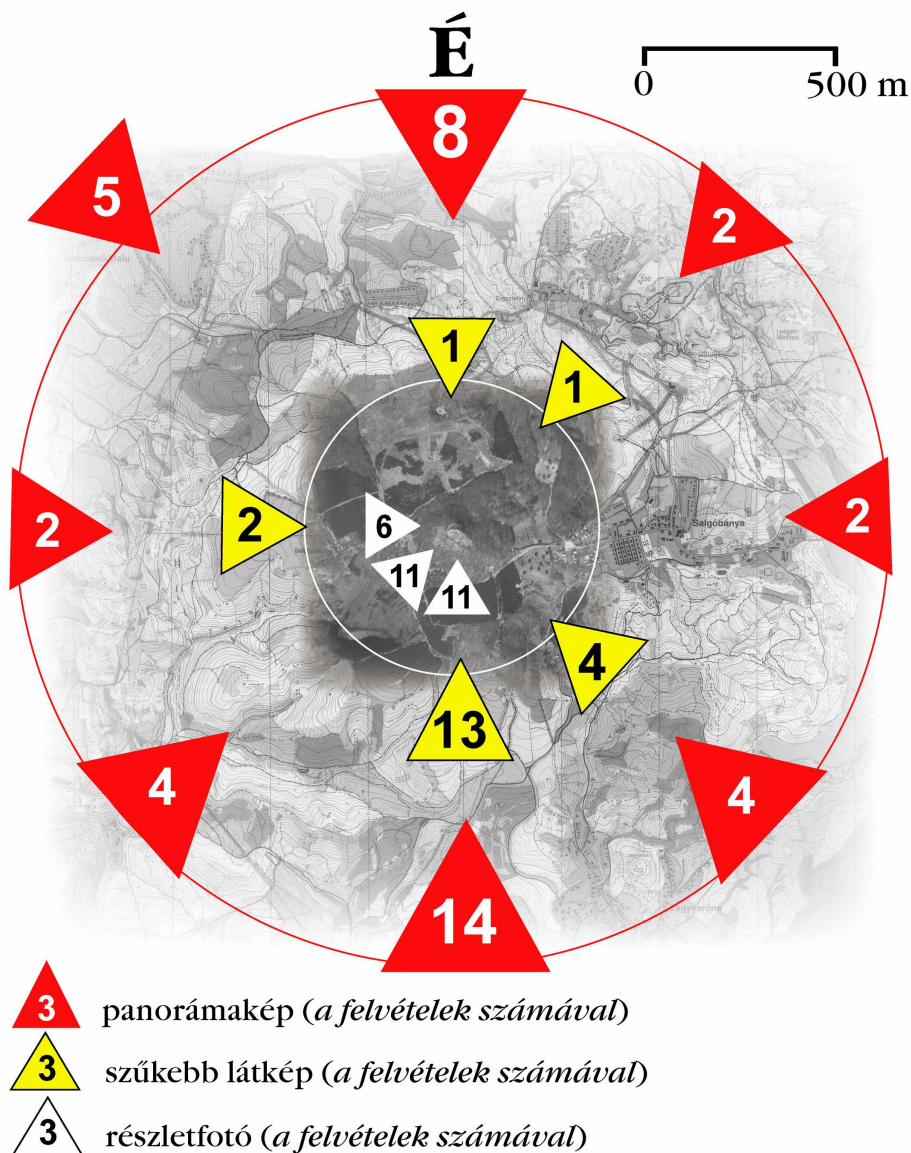 É
0 500 m
8
5
2
1
1
2
2
2
Salgóbánya
6
11
11
4
13
4
4
14
3 panorámakép (a felvételek számával)
3 szűkebb látkép (a felvételek számával)
3 részletfotó (a felvételek számával)